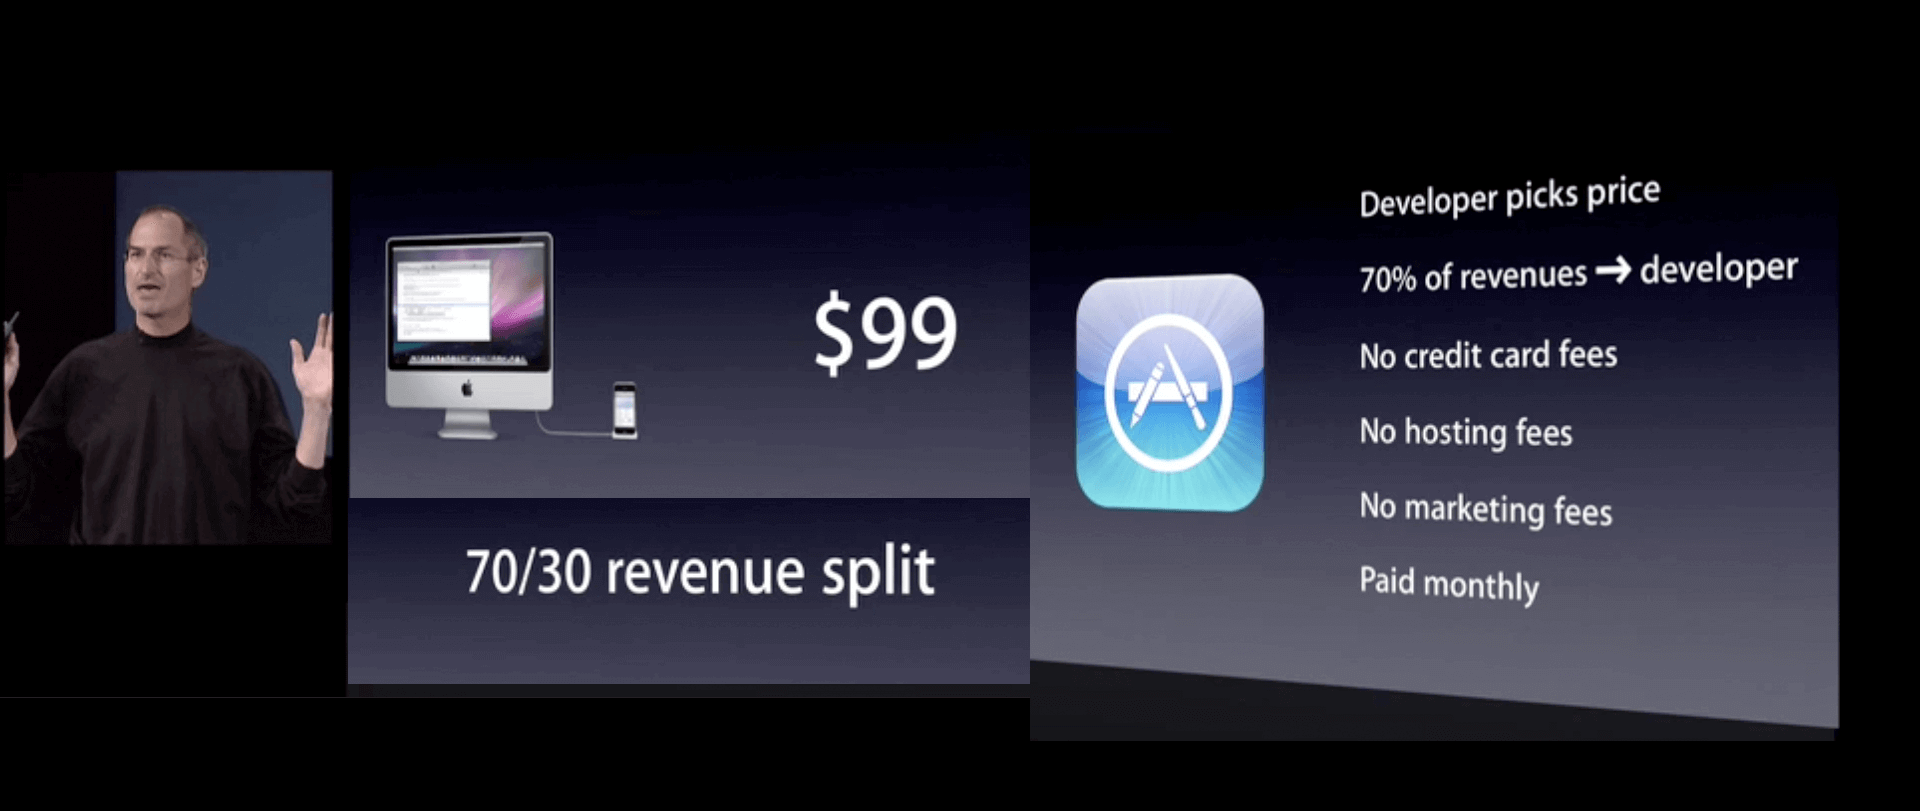 $99
70/30 revenue split
Developer picks price
70% of revenues → developer
No credit card fees
No hosting fees
No marketing fees
Paid monthly